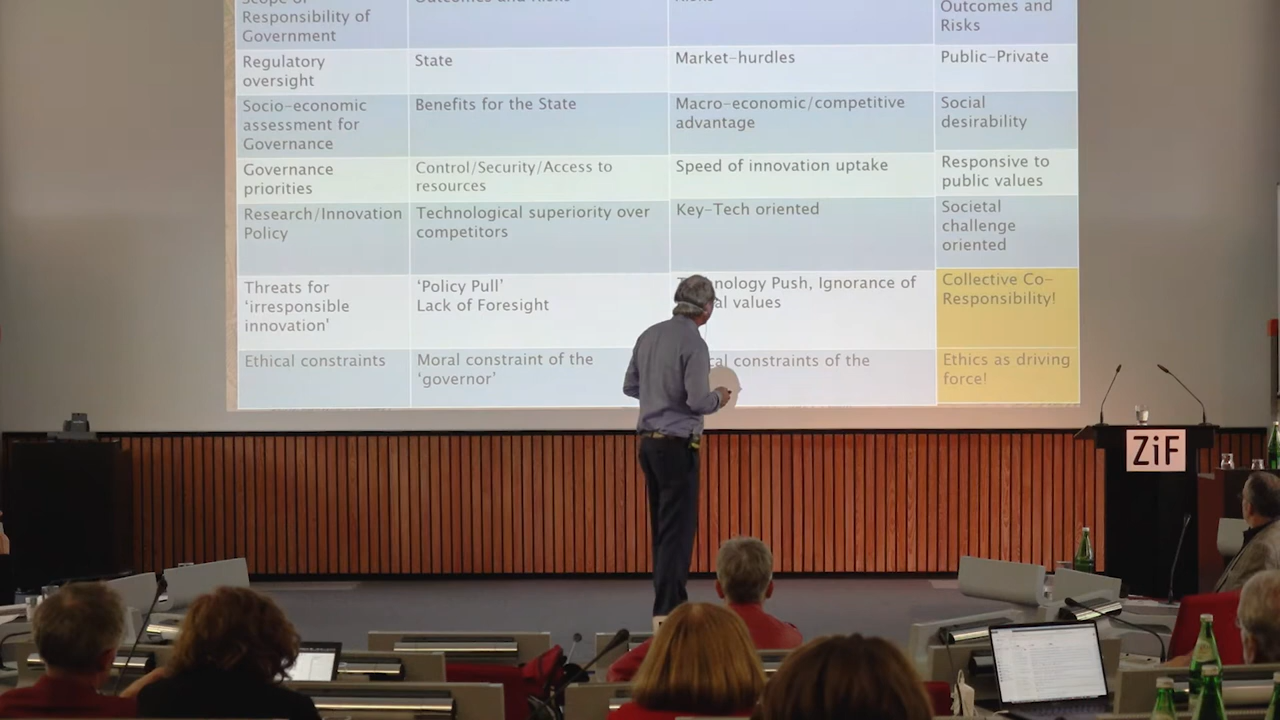 Responsibility of
Government
Outcomes and
Risks
Regulatory
oversight
State
Market-hurdles
Public-Private
Socio-economic
assessment for
Governance
Benefits for the State
Macro-economic/competitive
advantage
Social
desirability
Governance
priorities
Control/Security/Access to
resources
Speed of innovation uptake
Responsive to
public values
Research/Innovation
Policy
Technological superiority over
competitors
Key-Tech oriented
Societal
challenge
oriented
Threats for
‘irresponsible
innovation’
‘Policy Pull’
Lack of Foresight
Push, Ignorance of
values
Collective Co-
Responsibility!
Ethical constraints
Moral constraint of the
‘governor’
constraints of the
Ethics as driving
force!
ZiF